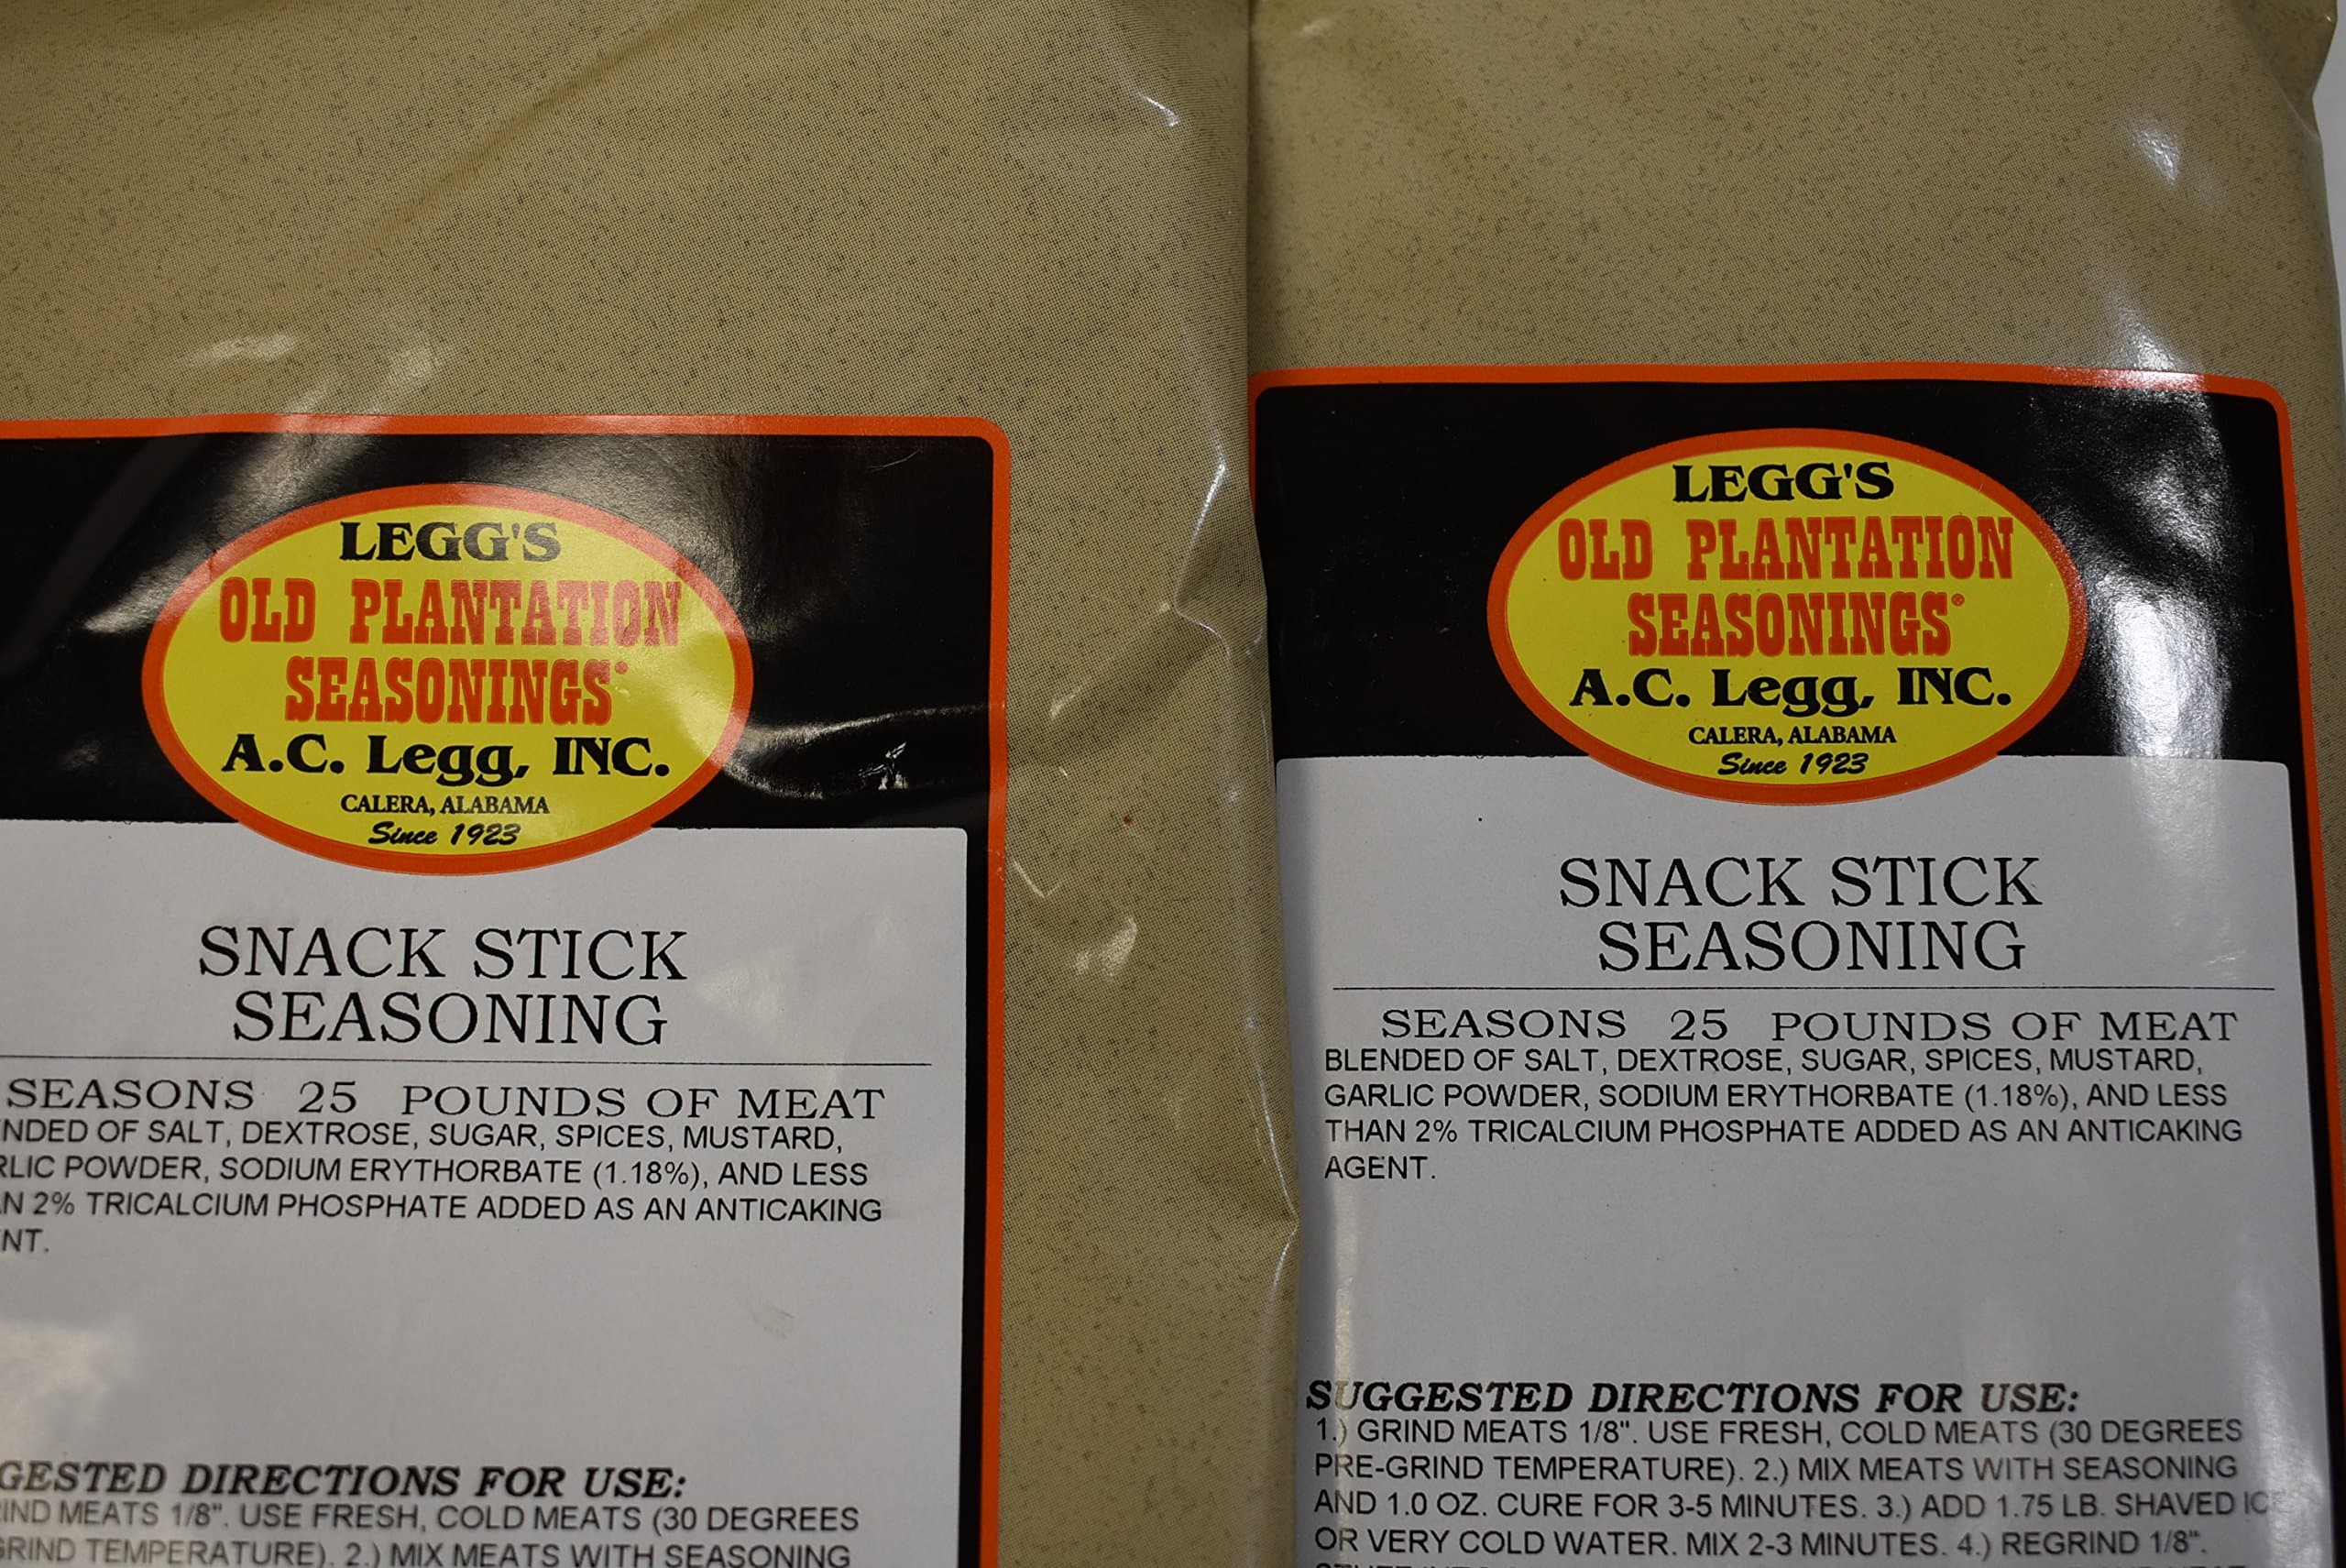 LEGG'S
OLD PLANTATION
SEASONINGS®
A.C. Legg, INC.
CALERA, ALABAMA
Since 1923
SNACK STICK
SEASONING
SEASONS 25 POUNDS OF MEAT
NDED OF SALT, DEXTROSE, SUGAR, SPICES, MUSTARD,
RLIC POWDER, SODIUM ERYTHORBATE (1.18%), AND LESS
AN 2% TRICALCIUM PHOSPHATE ADDED AS AN ANTICAKING
NT.
GESTED DIRECTIONS FOR USE:
IND MEATS 1/8". USE FRESH, COLD MEATS (30 DEGREES
GRIND TEMPERATURE). 2.) MIX MEATS WITH SEASONING
LEGG'S
OLD PLANTATION
SEASONINGS®
A.C. Legg, INC.
CALERA, ALABAMA
Since 1923
SNACK STICK
SEASONING
SEASONS 25 POUNDS OF MEAT
BLENDED OF SALT, DEXTROSE, SUGAR, SPICES, MUSTARD,
GARLIC POWDER, SODIUM ERYTHORBATE (1.18%), AND LESS
THAN 2% TRICALCIUM PHOSPHATE ADDED AS AN ANTICAKING
AGENT.
SUGGESTED DIRECTIONS FOR USE:
1.) GRIND MEATS 1/8". USE FRESH, COLD MEATS (30 DEGREES
PRE-GRIND TEMPERATURE). 2.) MIX MEATS WITH SEASONING
AND 1.0 OZ. CURE FOR 3-5 MINUTES. 3.) ADD 1.75 LB. SHAVED ICE
OR VERY COLD WATER. MIX 2-3 MINUTES. 4.) REGRIND 1/8".